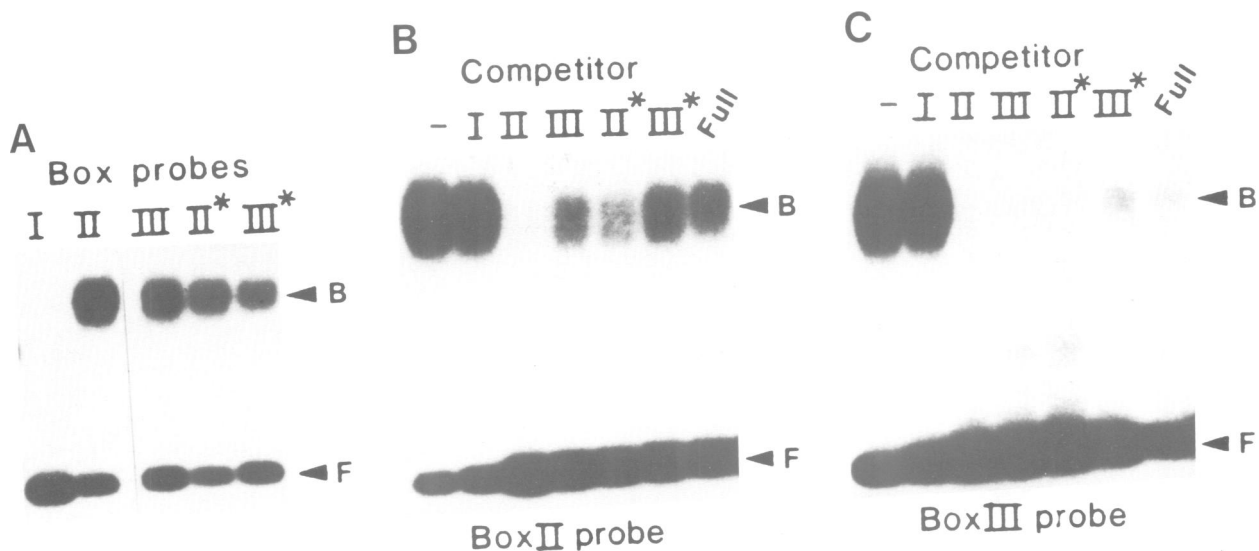 A
Box probes
I II III II* III*
B
F
B
Competitor
- I II III II* III* Full
B
F
Box II probe
C
Competitor
- I II III II* III* Full
B
F
Box III probe